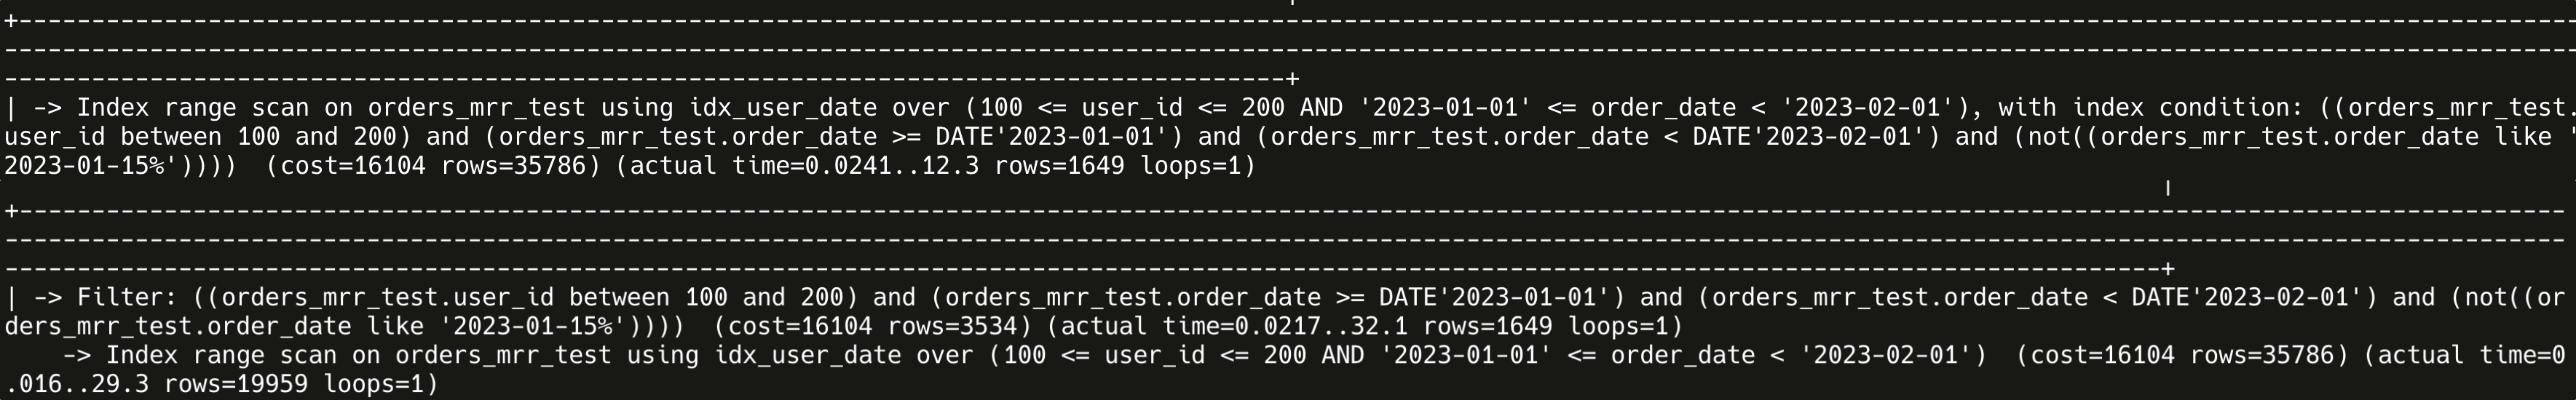 +----------------------------------------------------------------------------------------------------------------------------------------------------------------------------------
----------------------------------------------------------------------------------------------------------------------------------------------------------------------------------
-----------------------------------------------------------------------------------------+
| -> Index range scan on orders_mrr_test using idx_user_date over (100 <= user_id <= 200 AND '2023-01-01' <= order_date < '2023-02-01'), with index condition: ((orders_mrr_test.
user_id between 100 and 200) and (orders_mrr_test.order_date >= DATE'2023-01-01') and (orders_mrr_test.order_date < DATE'2023-02-01') and (not((orders_mrr_test.order_date like '
2023-01-15%'))))  (cost=16104 rows=35786) (actual time=0.0241..12.3 rows=1649 loops=1)
|
+---------------------------------------------------------------------------------------------------------------------------------------------------------------------------------
----------------------------------------------------------------------------------------------------------------------------------------------------------------------------------
-----------------------------------------------------------------------------------------------------------------------------------------------------+
| -> Filter: ((orders_mrr_test.user_id between 100 and 200) and (orders_mrr_test.order_date >= DATE'2023-01-01') and (orders_mrr_test.order_date < DATE'2023-02-01') and (not((or
ders_mrr_test.order_date like '2023-01-15%'))))  (cost=16104 rows=3534) (actual time=0.0217..32.1 rows=1649 loops=1)
    -> Index range scan on orders_mrr_test using idx_user_date over (100 <= user_id <= 200 AND '2023-01-01' <= order_date < '2023-02-01')  (cost=16104 rows=35786) (actual time=0
.016..29.3 rows=19959 loops=1)